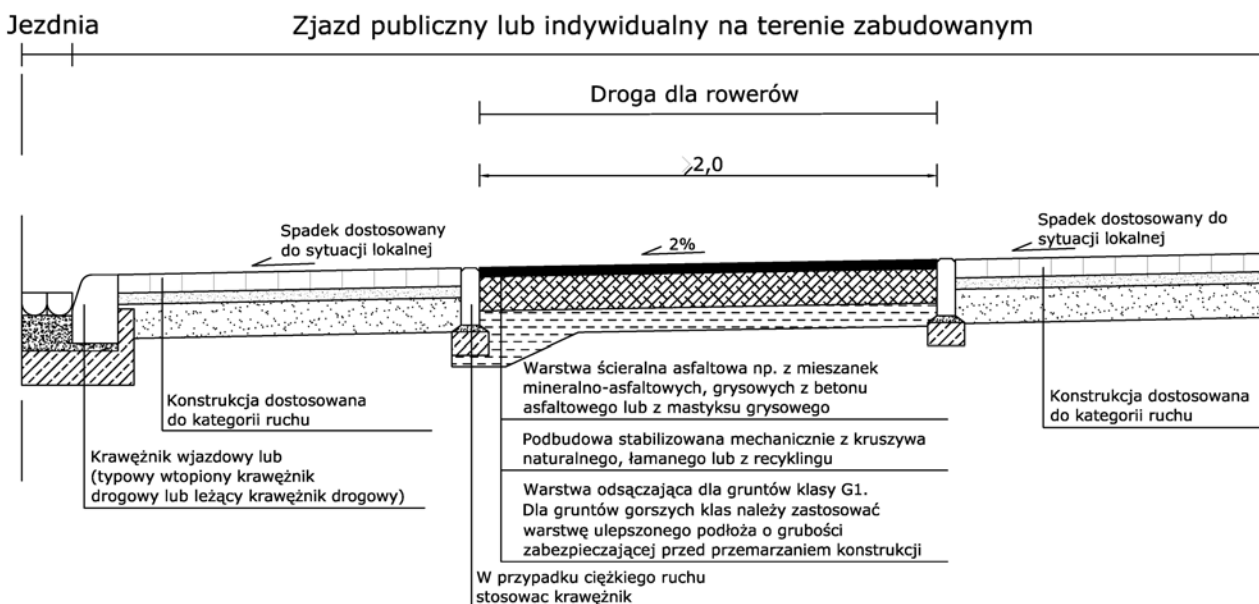 Jezdnia
Zjazd publiczny lub indywidualny na terenie zabudowanym
Droga dla rowerów
>2,0
Spadek dostosowany
do sytuacji lokalnej
2%
Spadek dostosowany do
sytuacji lokalnej
Warstwa ścieralna asfaltowa np. z mieszanek
mineralno-asfaltowych, grysowych z betonu
asfaltowego lub z mastyksu grysowego
Podbudowa stabilizowana mechanicznie z kruszywa
naturalnego, łamanego lub z recyklingu
Warstwa odsączająca dla gruntów klasy G1.
Dla gruntów gorszych klas należy zastosować
warstwę ulepszonego podłoża o grubości
zabezpieczającej przed przemarzaniem konstrukcji
Konstrukcja dostosowana
do kategorii ruchu
Krawężnik wjazdowy lub
(typowy wtopiony krawężnik
drogowy lub leżący krawężnik drogowy)
Konstrukcja dostosowana
do kategorii ruchu
W przypadku ciężkiego ruchu
stosowac krawężnik